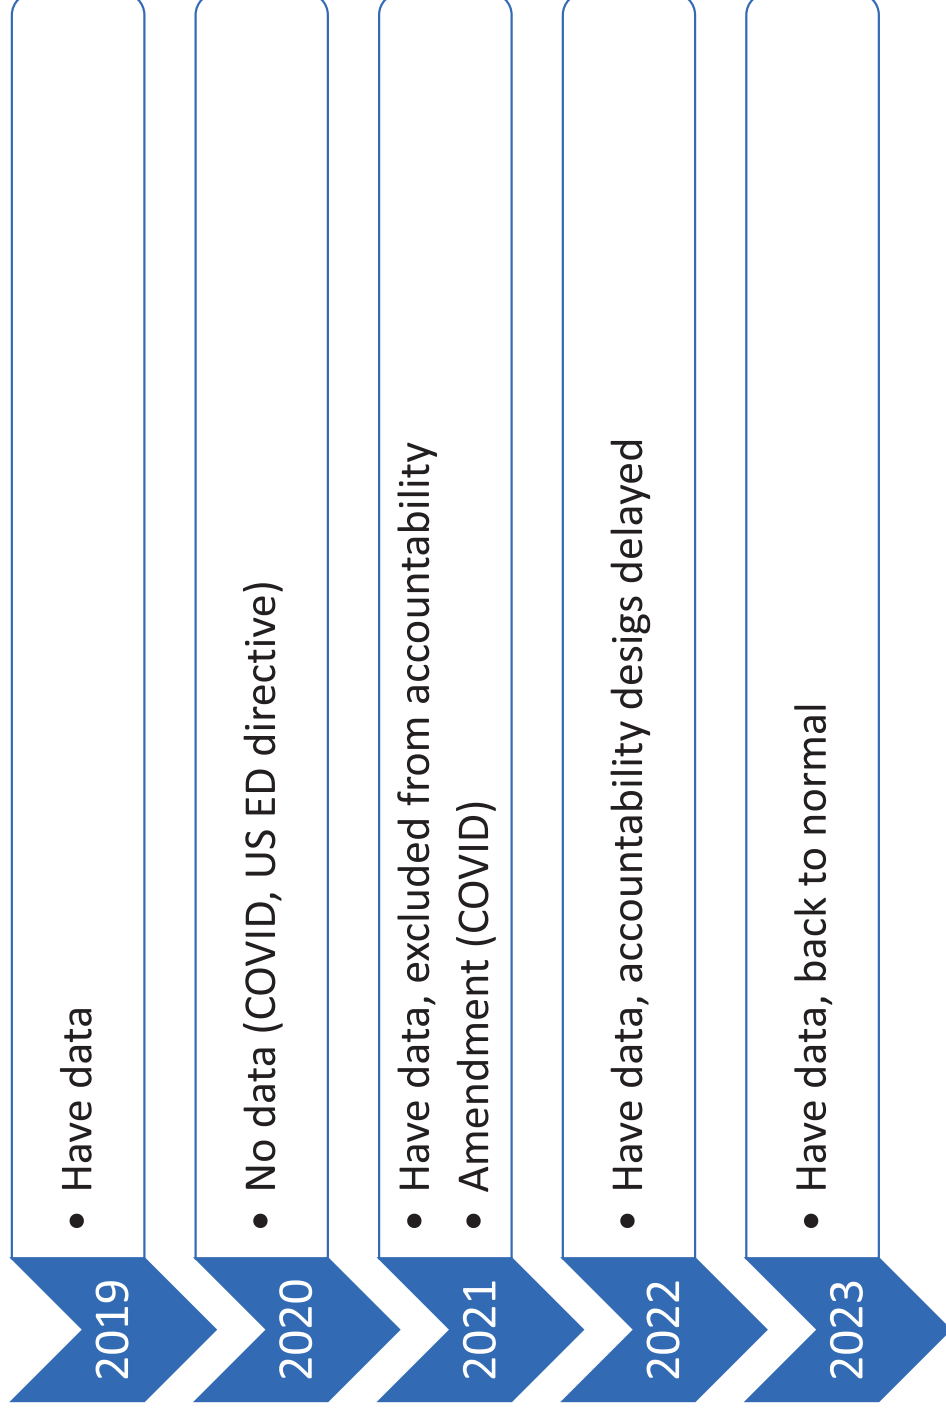 2019
• Have data
2020
• No data (COVID, US ED directive)
2021
• Have data, excluded from accountability
• Amendment (COVID)
2022
• Have data, accountability desigs delayed
2023
• Have data, back to normal